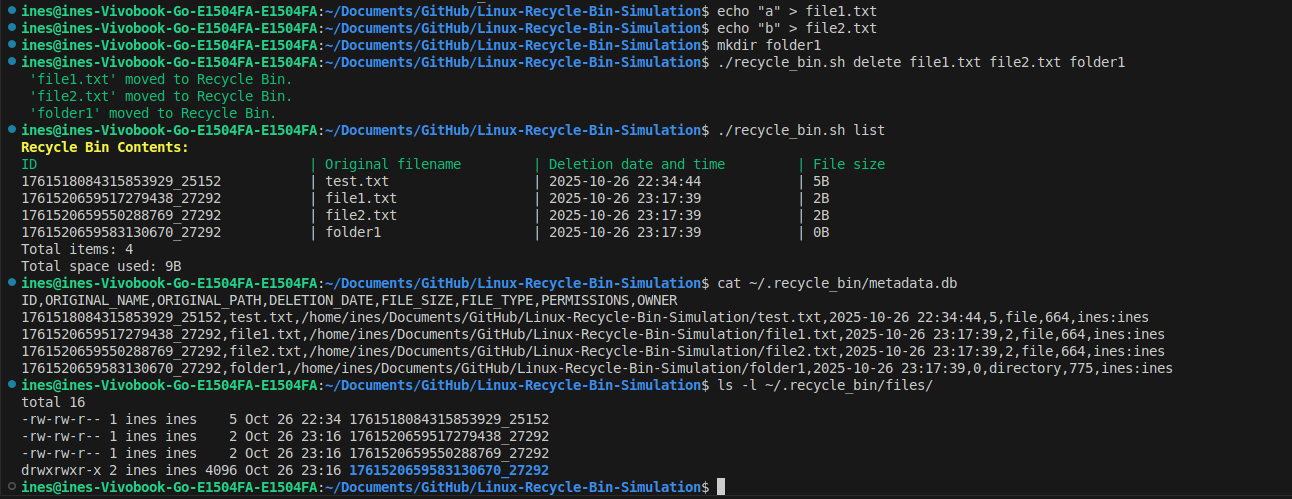 ines@ines-Vivobook-Go-E1504FA-E1504FA:~/Documents/GitHub/Linux-Recycle-Bin-Simulation$ echo "a" > file1.txt
ines@ines-Vivobook-Go-E1504FA-E1504FA:~/Documents/GitHub/Linux-Recycle-Bin-Simulation$ echo "b" > file2.txt
ines@ines-Vivobook-Go-E1504FA-E1504FA:~/Documents/GitHub/Linux-Recycle-Bin-Simulation$ mkdir folder1
ines@ines-Vivobook-Go-E1504FA-E1504FA:~/Documents/GitHub/Linux-Recycle-Bin-Simulation$ ./recycle_bin.sh delete file1.txt file2.txt folder1
'file1.txt' moved to Recycle Bin.
'file2.txt' moved to Recycle Bin.
'folder1' moved to Recycle Bin.
ines@ines-Vivobook-Go-E1504FA-E1504FA:~/Documents/GitHub/Linux-Recycle-Bin-Simulation$ ./recycle_bin.sh list
Recycle Bin Contents:
ID | Original filename | Deletion date and time | File size
1761518084315853929_25152 | test.txt | 2025-10-26 22:34:44 | 5B
1761520659517279438_27292 | file1.txt | 2025-10-26 23:17:39 | 2B
1761520659550288769_27292 | file2.txt | 2025-10-26 23:17:39 | 2B
1761520659583130670_27292 | folder1 | 2025-10-26 23:17:39 | 0B
Total items: 4
Total space used: 9B
ines@ines-Vivobook-Go-E1504FA-E1504FA:~/Documents/GitHub/Linux-Recycle-Bin-Simulation$ cat ~/.recycle_bin/metadata.db
ID,ORIGINAL_NAME,ORIGINAL_PATH,DELETION_DATE,FILE_SIZE,FILE_TYPE,PERMISSIONS,OWNER
1761518084315853929_25152,test.txt,/home/ines/Documents/GitHub/Linux-Recycle-Bin-Simulation/test.txt,2025-10-26 22:34:44,5,file,664,ines:ines
1761520659517279438_27292,file1.txt,/home/ines/Documents/GitHub/Linux-Recycle-Bin-Simulation/file1.txt,2025-10-26 23:17:39,2,file,664,ines:ines
1761520659550288769_27292,file2.txt,/home/ines/Documents/GitHub/Linux-Recycle-Bin-Simulation/file2.txt,2025-10-26 23:17:39,2,file,664,ines:ines
1761520659583130670_27292,folder1,/home/ines/Documents/GitHub/Linux-Recycle-Bin-Simulation/folder1,2025-10-26 23:17:39,0,directory,775,ines:ines
ines@ines-Vivobook-Go-E1504FA-E1504FA:~/Documents/GitHub/Linux-Recycle-Bin-Simulation$ ls -l ~/.recycle_bin/files/
total 16
-rw-rw-r-- 1 ines ines    5 Oct 26 22:34 1761518084315853929_25152
-rw-rw-r-- 1 ines ines    2 Oct 26 23:16 1761520659517279438_27292
-rw-rw-r-- 1 ines ines    2 Oct 26 23:16 1761520659550288769_27292
drwxrwxr-x 2 ines ines 4096 Oct 26 23:16 1761520659583130670_27292
ines@ines-Vivobook-Go-E1504FA-E1504FA:~/Documents/GitHub/Linux-Recycle-Bin-Simulation$